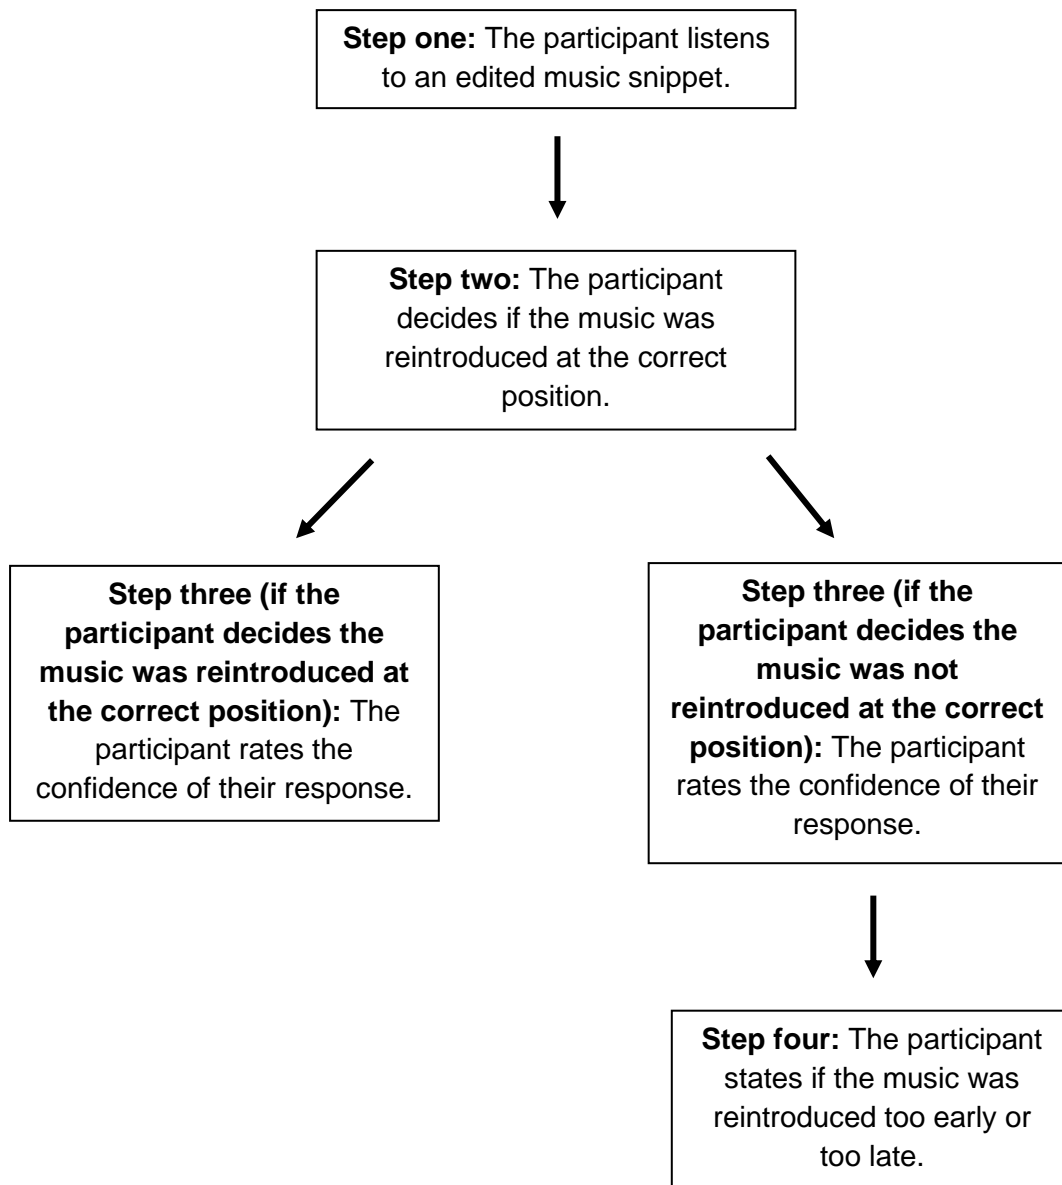 Step one: The participant listens
to an edited music snippet.
Step two: The participant
decides if the music was
reintroduced at the correct
position.
Step three (if the
participant decides the
music was reintroduced at
the correct position): The
participant rates the
confidence of their response.
Step three (if the
participant decides the
music was not
reintroduced at the correct
position): The participant
rates the confidence of their
response.
Step four: The participant
states if the music was
reintroduced too early or
too late.